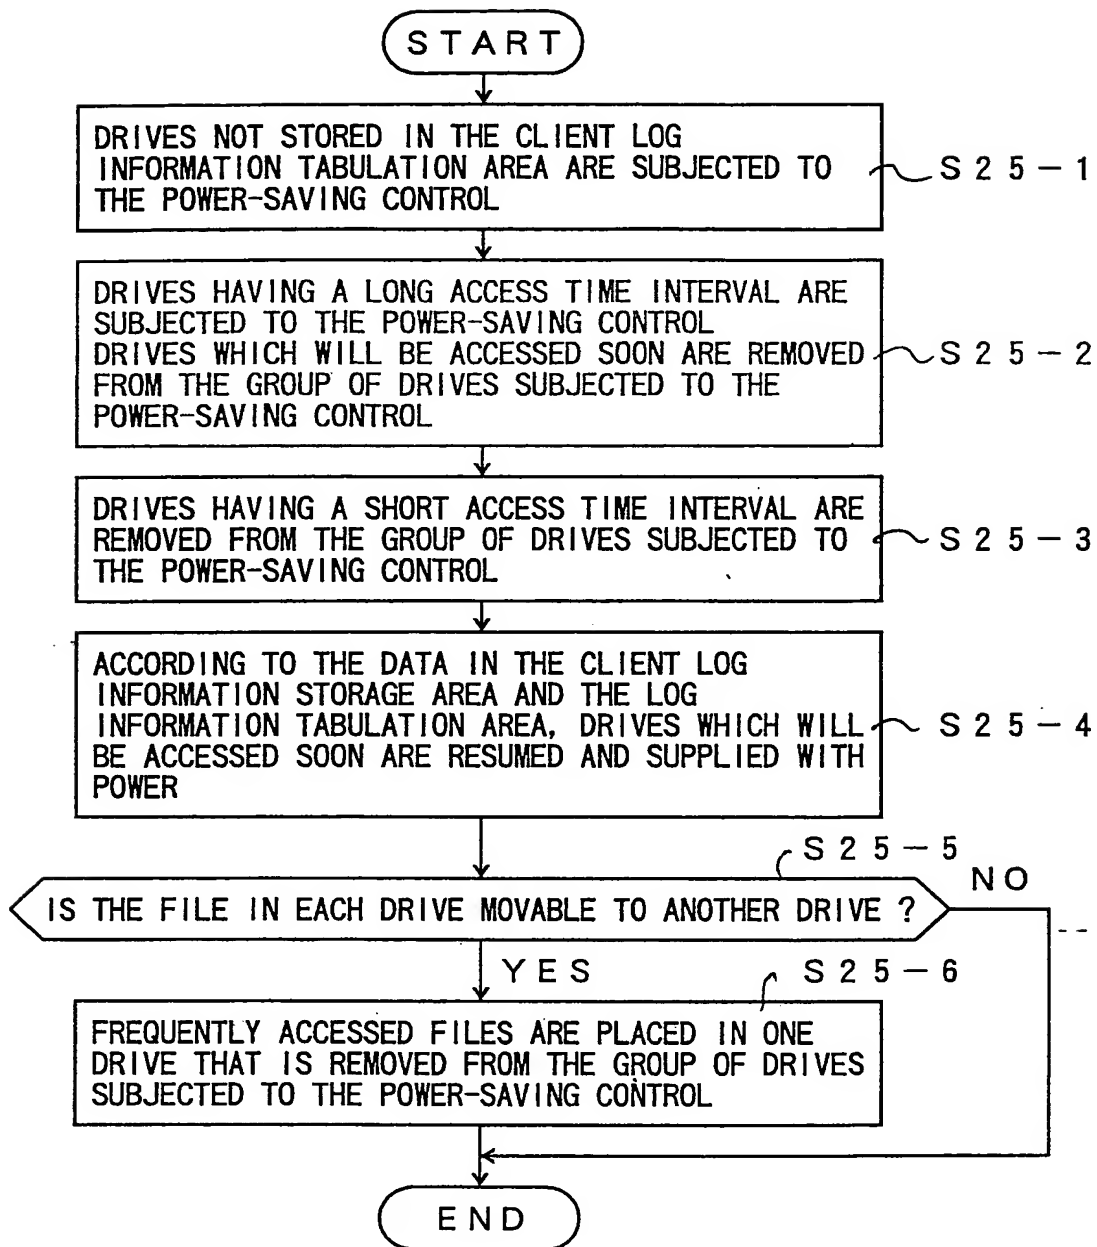 START
DRIVES NOT STORED IN THE CLIENT LOG
INFORMATION TABULATION AREA ARE SUBJECTED TO
THE POWER-SAVING CONTROL
S25-1
DRIVES HAVING A LONG ACCESS TIME INTERVAL ARE
SUBJECTED TO THE POWER-SAVING CONTROL
DRIVES WHICH WILL BE ACCESSED SOON ARE REMOVED
FROM THE GROUP OF DRIVES SUBJECTED TO THE
POWER-SAVING CONTROL
S25-2
DRIVES HAVING A SHORT ACCESS TIME INTERVAL ARE
REMOVED FROM THE GROUP OF DRIVES SUBJECTED TO
THE POWER-SAVING CONTROL
S25-3
ACCORDING TO THE DATA IN THE CLIENT LOG
INFORMATION STORAGE AREA AND THE LOG
INFORMATION TABULATION AREA, DRIVES WHICH WILL
BE ACCESSED SOON ARE RESUMED AND SUPPLIED WITH
POWER
S25-4
S25-5
IS THE FILE IN EACH DRIVE MOVABLE TO ANOTHER DRIVE ?
NO
YES
S25-6
FREQUENTLY ACCESSED FILES ARE PLACED IN ONE
DRIVE THAT IS REMOVED FROM THE GROUP OF DRIVES
SUBJECTED TO THE POWER-SAVING CONTROL
END